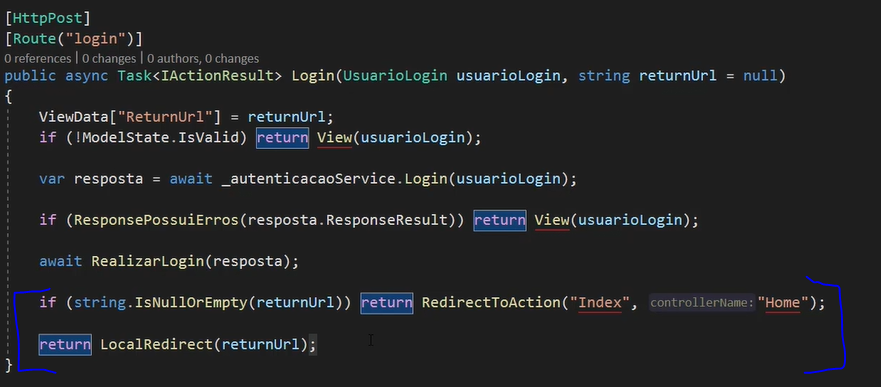 [HttpPost]
[Route("login")]
0 references | 0 changes | 0 authors, 0 changes
public async Task<IActionResult> Login(UsuarioLogin usuarioLogin, string returnUrl = null)
{
ViewData["ReturnUrl"] = returnUrl;
if (!ModelState.IsValid) return View(usuarioLogin);
var resposta = await _autenticacaoService.Login(usuarioLogin);
if (ResponsePossuiErros(resposta.ResponseResult)) return View(usuarioLogin);
await RealizarLogin(resposta);
if (string.IsNullOrEmpty(returnUrl)) return RedirectToAction("Index", controllerName: "Home");
return LocalRedirect(returnUrl);
}